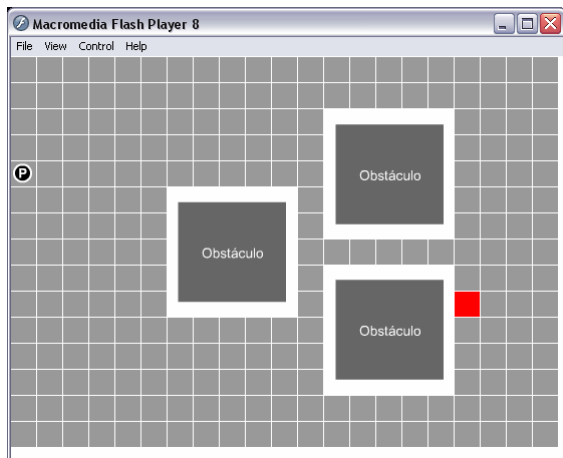 Macromedia Flash Player 8
File View Control Help
Obstáculo
P
Obstáculo
Obstáculo